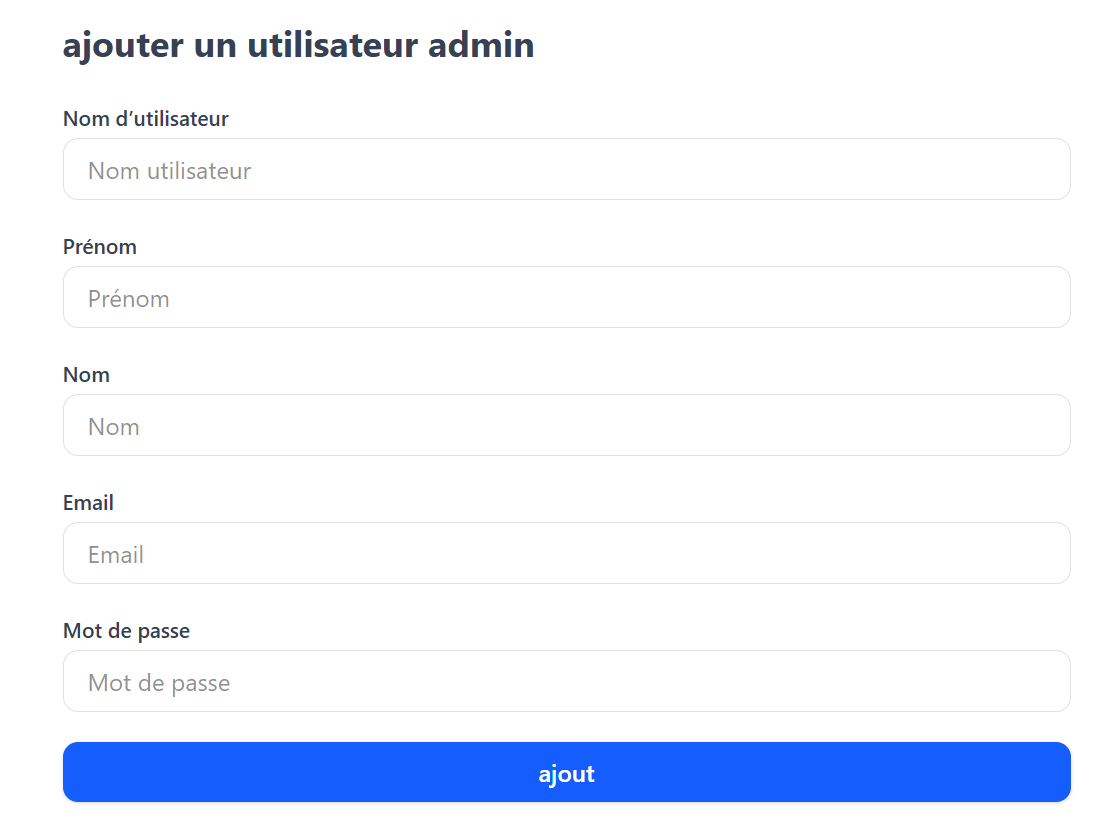 ajouter un utilisateur admin
Nom d’utilisateur
Nom utilisateur
Prénom
Prénom
Nom
Nom
Email
Email
Mot de passe
Mot de passe
ajout